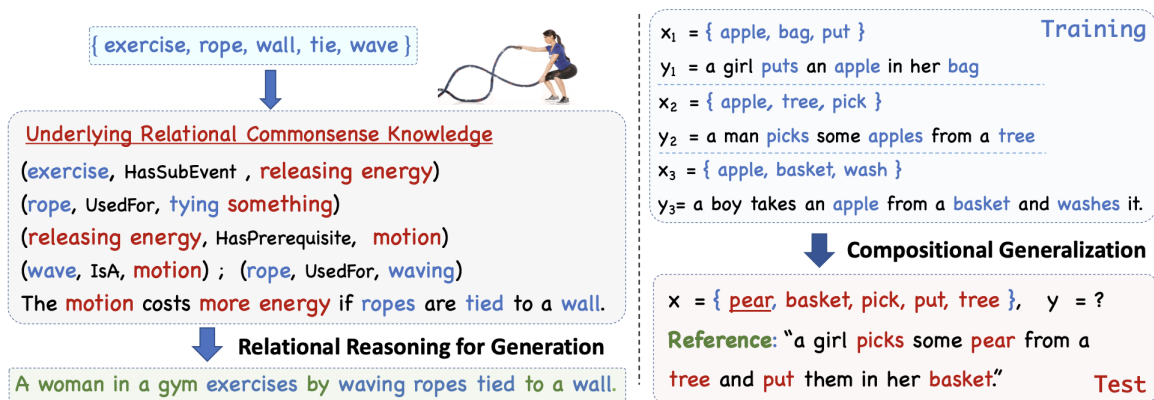 { exercise, rope, wall, tie, wave }
Underlying Relational Commonsense Knowledge
(exercise, HasSubEvent , releasing energy)
(rope, UsedFor, tying something)
(releasing energy, HasPrerequisite, motion)
(wave, IsA, motion) ; (rope, UsedFor, waving)
The motion costs more energy if ropes are tied to a wall.
Relational Reasoning for Generation
A woman in a gym exercises by waving ropes tied to a wall.
Training
x₁ = { apple, bag, put }
y₁ = a girl puts an apple in her bag
x₂ = { apple, tree, pick }
y₂ = a man picks some apples from a tree
x₃ = { apple, basket, wash }
y₃= a boy takes an apple from a basket and washes it.
Compositional Generalization
x = { pear, basket, pick, put, tree }, y = ?
Reference: “a girl picks some pear from a
tree and put them in her basket.”
Test